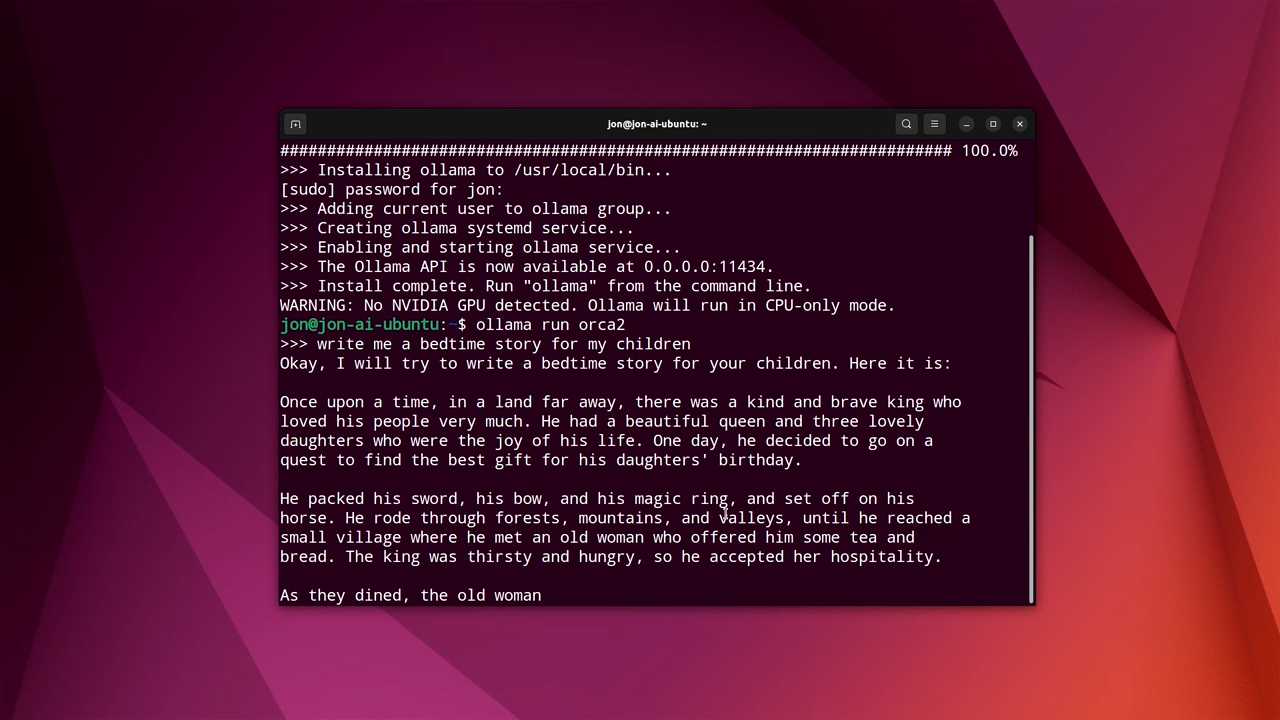 jon@jon-ai-ubuntu: ~
######################################################################## 100.0%
>>> Installing ollama to /usr/local/bin...
[sudo] password for jon:
>>> Adding current user to ollama group...
>>> Creating ollama systemd service...
>>> Enabling and starting ollama service...
>>> The Ollama API is now available at 0.0.0.0:11434.
>>> Install complete. Run "ollama" from the command line.
WARNING: No NVIDIA GPU detected. Ollama will run in CPU-only mode.
jon@jon-ai-ubuntu:~$ ollama run orca2
>>> write me a bedtime story for my children
Okay, I will try to write a bedtime story for your children. Here it is:
Once upon a time, in a land far away, there was a kind and brave king who
loved his people very much. He had a beautiful queen and three lovely
daughters who were the joy of his life. One day, he decided to go on a
quest to find the best gift for his daughters' birthday.
He packed his sword, his bow, and his magic ring, and set off on his
horse. He rode through forests, mountains, and valleys, until he reached a
small village where he met an old woman who offered him some tea and
bread. The king was thirsty and hungry, so he accepted her hospitality.
As they dined, the old woman